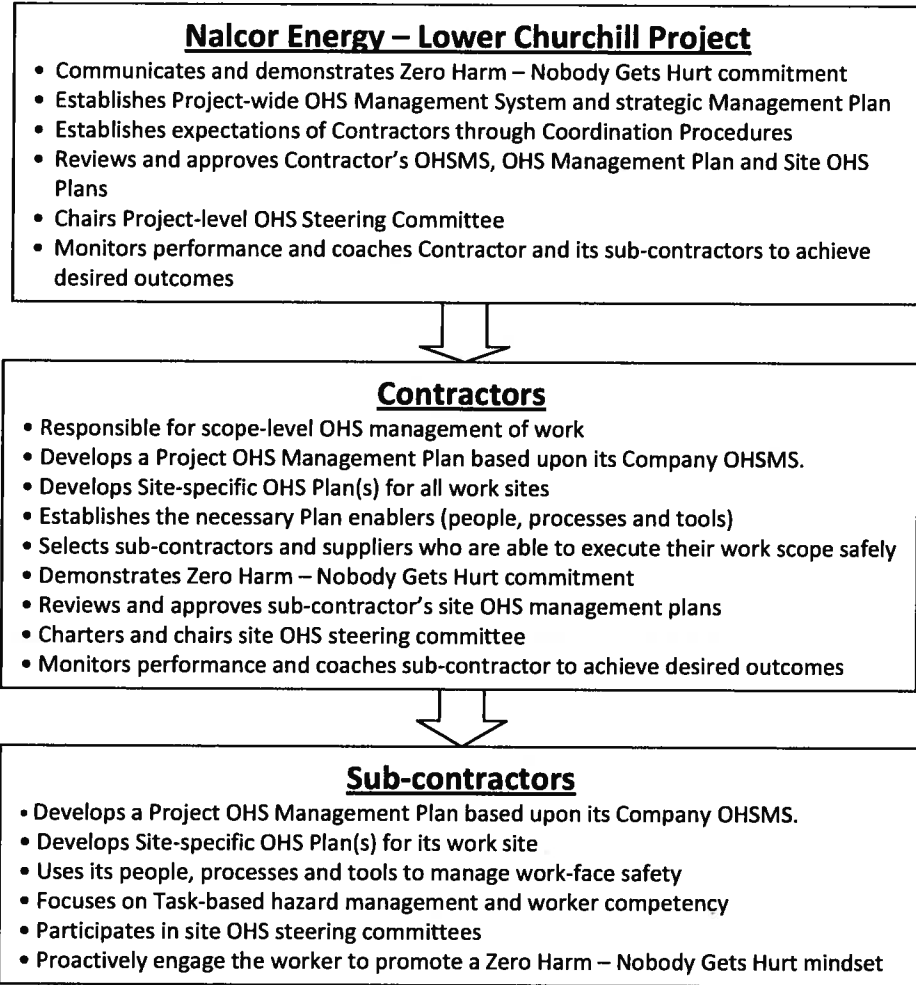 Nalcor Energy – Lower Churchill Project
• Communicates and demonstrates Zero Harm – Nobody Gets Hurt commitment
• Establishes Project-wide OHS Management System and strategic Management Plan
• Establishes expectations of Contractors through Coordination Procedures
• Reviews and approves Contractor's OHSMS, OHS Management Plan and Site OHS
Plans
• Chairs Project-level OHS Steering Committee
• Monitors performance and coaches Contractor and its sub-contractors to achieve
desired outcomes
Contractors
• Responsible for scope-level OHS management of work
• Develops a Project OHS Management Plan based upon its Company OHSMS.
• Develops Site-specific OHS Plan(s) for all work sites
• Establishes the necessary Plan enablers (people, processes and tools)
• Selects sub-contractors and suppliers who are able to execute their work scope safely
• Demonstrates Zero Harm – Nobody Gets Hurt commitment
• Reviews and approves sub-contractor's site OHS management plans
• Charters and chairs site OHS steering committee
• Monitors performance and coaches sub-contractor to achieve desired outcomes
Sub-contractors
• Develops a Project OHS Management Plan based upon its Company OHSMS.
• Develops Site-specific OHS Plan(s) for its work site
• Uses its people, processes and tools to manage work-face safety
• Focuses on Task-based hazard management and worker competency
• Participates in site OHS steering committees
• Proactively engage the worker to promote a Zero Harm – Nobody Gets Hurt mindset